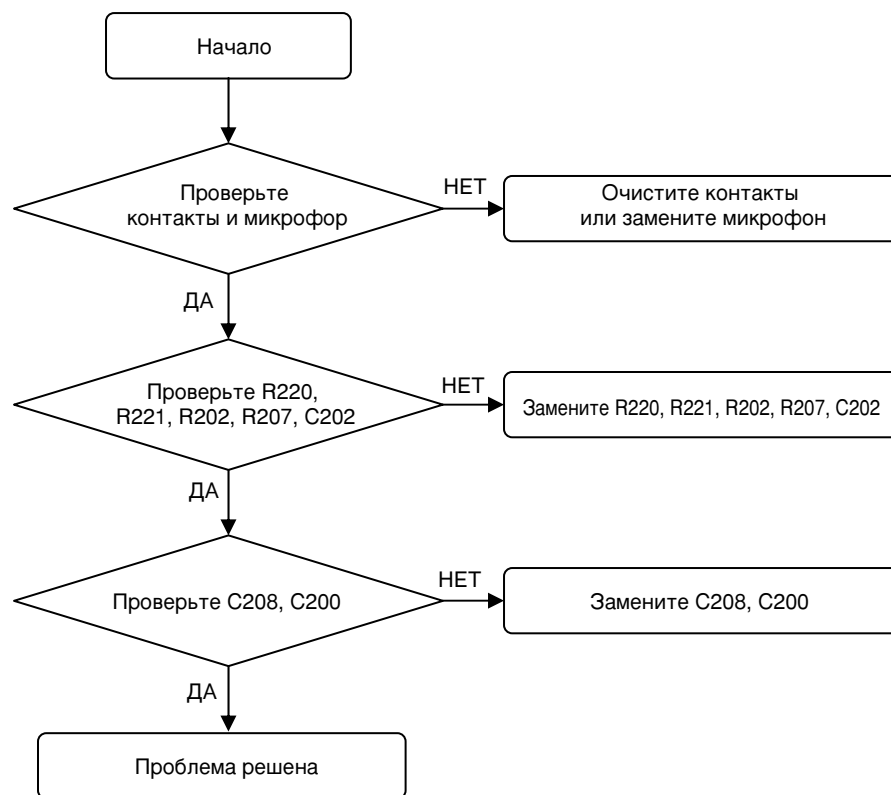 Начало
Проверьте
контакты и микрофор
НЕТ
Очистите контакты
или замените микрофон
ДА
Проверьте R220,
R221, R202, R207, C202
НЕТ
Замените R220, R221, R202, R207, C202
ДА
Проверьте C208, C200
НЕТ
Замените C208, C200
ДА
Проблема решена